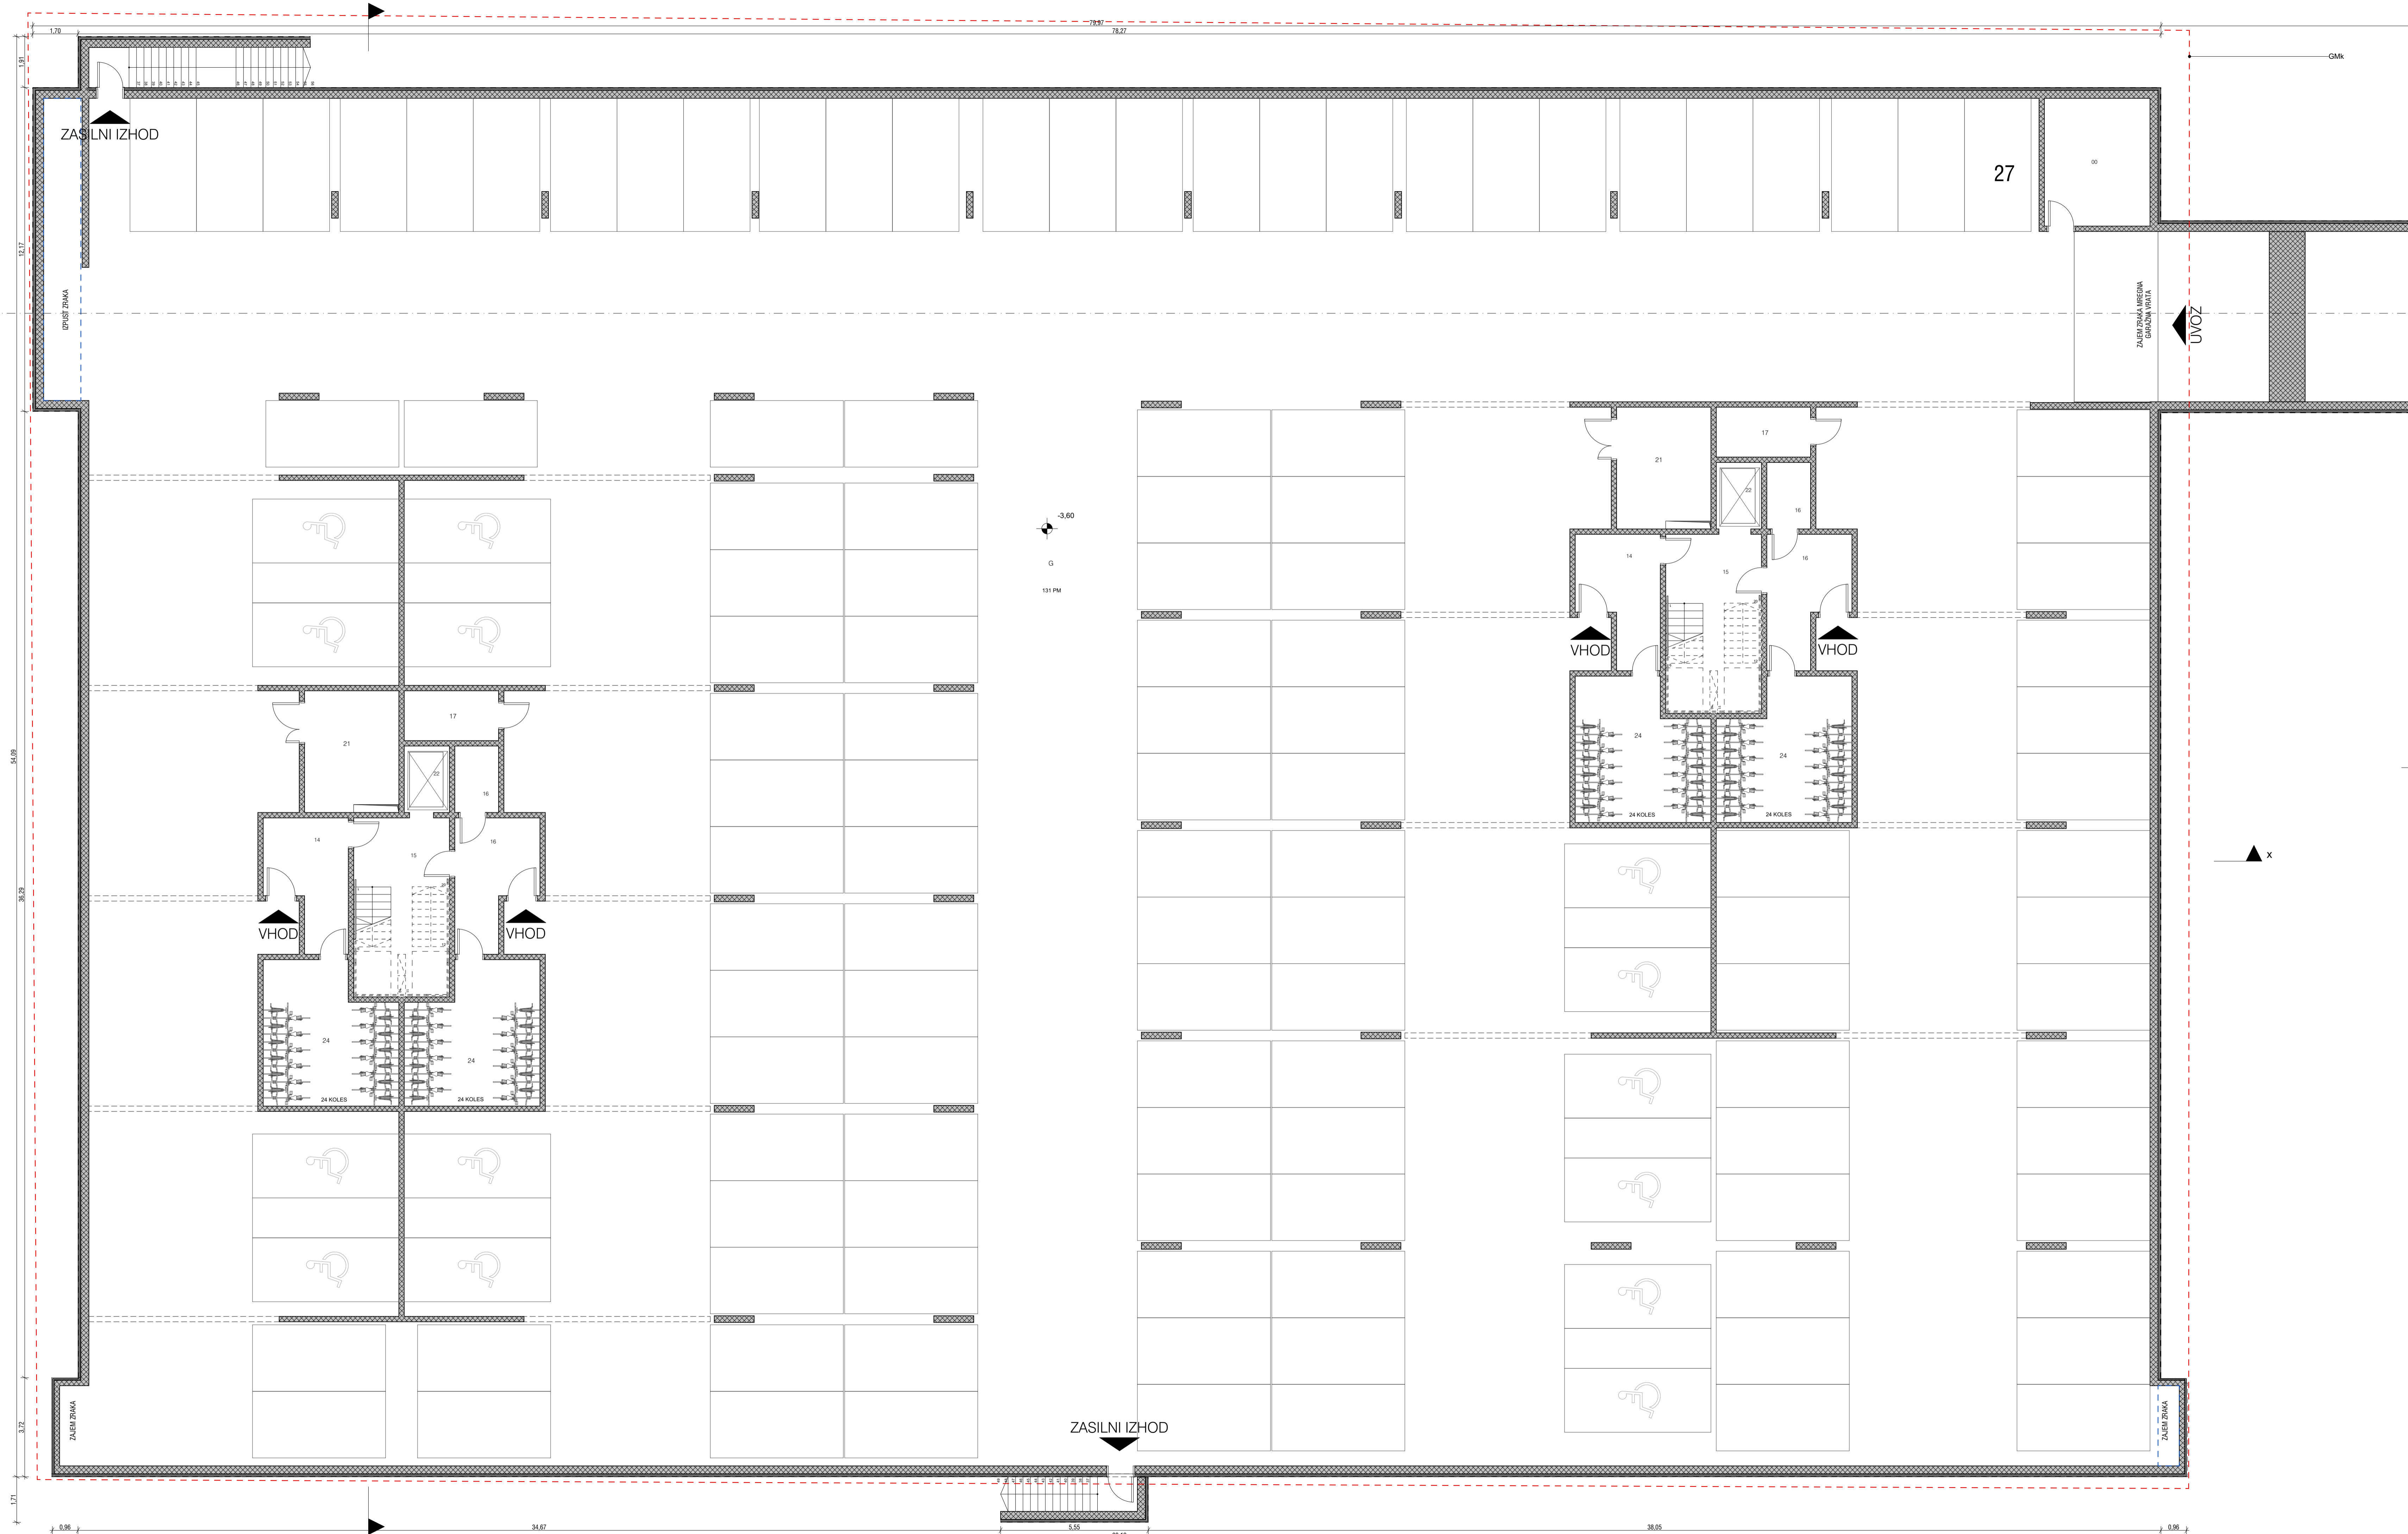 79,97
1,70
78,27
GMk
1,91
ZASILNI IZHOD
27
00
12,17
IZPUST ZRAKA
ZAJEM ZRAKA MREGNA
GARAŽNA VRATA
UVOZ
17
21
22
16
-3,60
G
131 PM
14
15
16
VHOD
VHOD
24
24
24 KOLES
24 KOLES
17
21
22
16
14
15
16
VHOD
VHOD
24
24
24 KOLES
24 KOLES
54,09
36,29
x
3,72
ZAJEM ZRAKA
ZAJEM ZRAKA
ZASILNI IZHOD
1,71
0,96
34,67
5,55
38,05
0,96